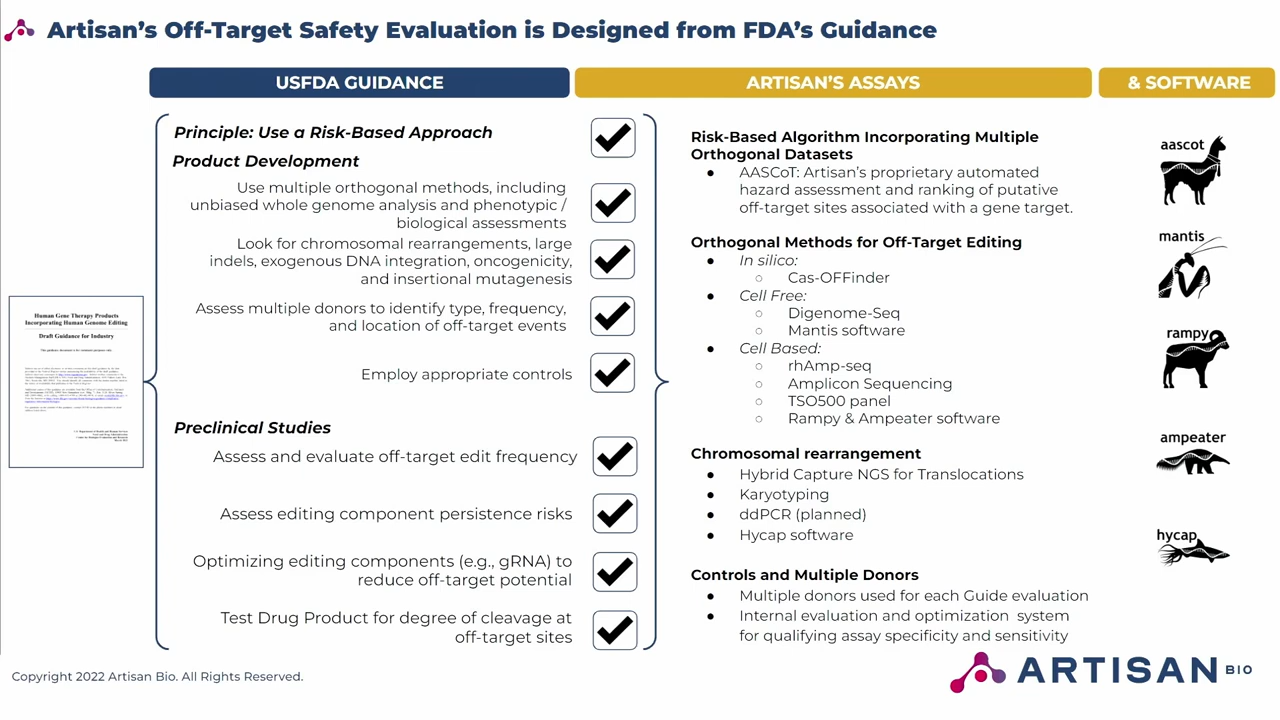 Artisan's Off-Target Safety Evaluation is Designed from FDA's Guidance
USFDA GUIDANCE
ARTISAN'S ASSAYS
& SOFTWARE
Human Gene Therapy Products
Incorporating Human Genome Editing
Draft Guidance for Industry
Principle: Use a Risk-Based Approach
Product Development
Use multiple orthogonal methods, including
unbiased whole genome analysis and phenotypic /
biological assessments
Look for chromosomal rearrangements, large
indels, exogenous DNA integration, oncogenicity,
and insertional mutagenesis
Assess multiple donors to identify type, frequency,
and location of off-target events
Employ appropriate controls
Preclinical Studies
Assess and evaluate off-target edit frequency
Assess editing component persistence risks
Optimizing editing components (e.g., gRNA) to
reduce off-target potential
Test Drug Product for degree of cleavage at
off-target sites
Risk-Based Algorithm Incorporating Multiple
Orthogonal Datasets
● AASCoT: Artisan's proprietary automated
hazard assessment and ranking of putative
off-target sites associated with a gene target.
Orthogonal Methods for Off-Target Editing
● In silico:
○ Cas-OFFinder
● Cell Free:
○ Digenome-Seq
○ Mantis software
● Cell Based:
○ rhAmp-seq
○ Amplicon Sequencing
○ TSO500 panel
○ Rampy & Ampeater software
Chromosomal rearrangement
● Hybrid Capture NGS for Translocations
● Karyotyping
● ddPCR (planned)
● Hycap software
Controls and Multiple Donors
● Multiple donors used for each Guide evaluation
● Internal evaluation and optimization system
for qualifying assay specificity and sensitivity
aascot
mantis
rampy
ampeater
hycap
Copyright 2022 Artisan Bio. All Rights Reserved.
ARTISAN BIO